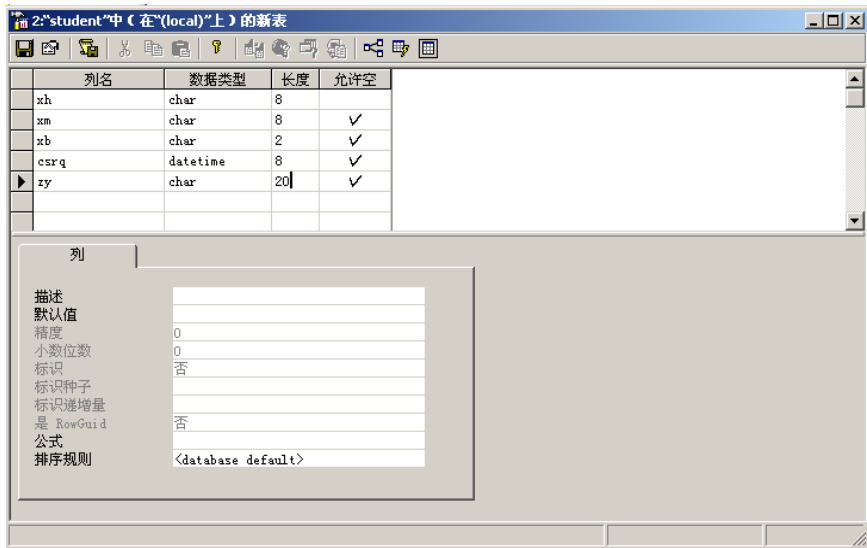 2:“student”中（在“(local)”上）的新表
列名 数据类型 长度 允许空
xh char 8
xm char 8
xb char 2
csrq datetime 8
zy char 20
列
描述
默认值
精度 0
小数位数 0
标识 否
标识种子
标识递增量
是 RowGuid 否
公式
排序规则 <database default>